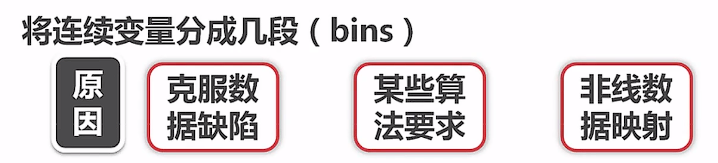 将连续变量分成几段（bins）
原
因
克服数
据缺陷
某些算
法要求
非线数
据映射